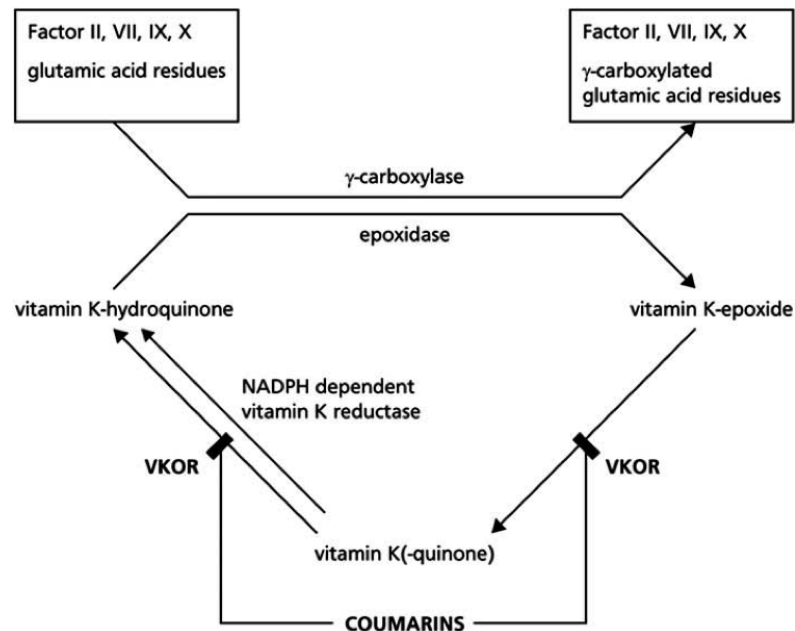 Factor II, VII, IX, X
glutamic acid residues
Factor II, VII, IX, X
γ-carboxylated
glutamic acid residues
γ-carboxylase
epoxidase
vitamin K-hydroquinone
vitamin K-epoxide
NADPH dependent
vitamin K reductase
VKOR
VKOR
vitamin K(-quinone)
COUMARINS